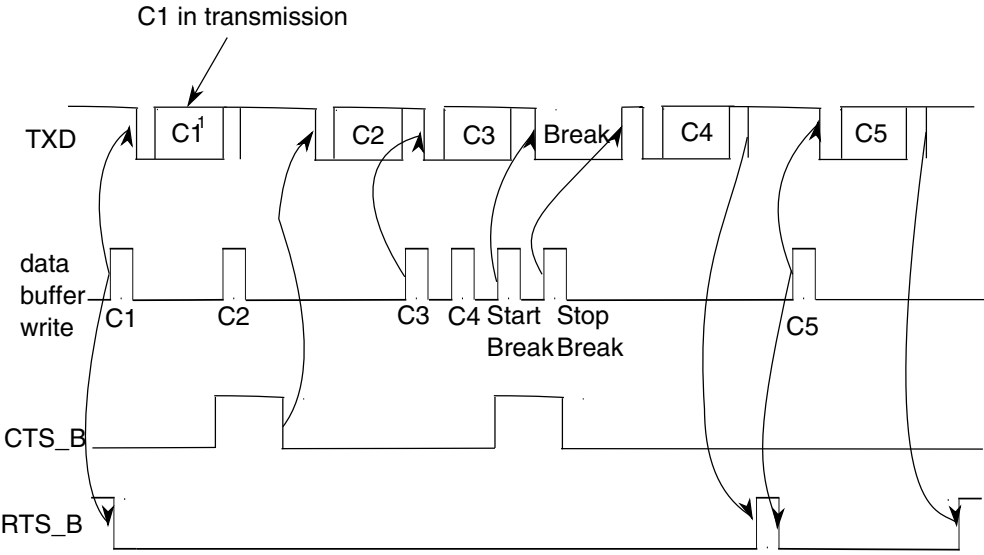 C1 in transmission
TXD
C1 1
C2
C3
Break
C4
C5
data
buffer
write
C1
C2
C3
C4
Start
Break
Stop
Break
C5
CTS_B
RTS_B